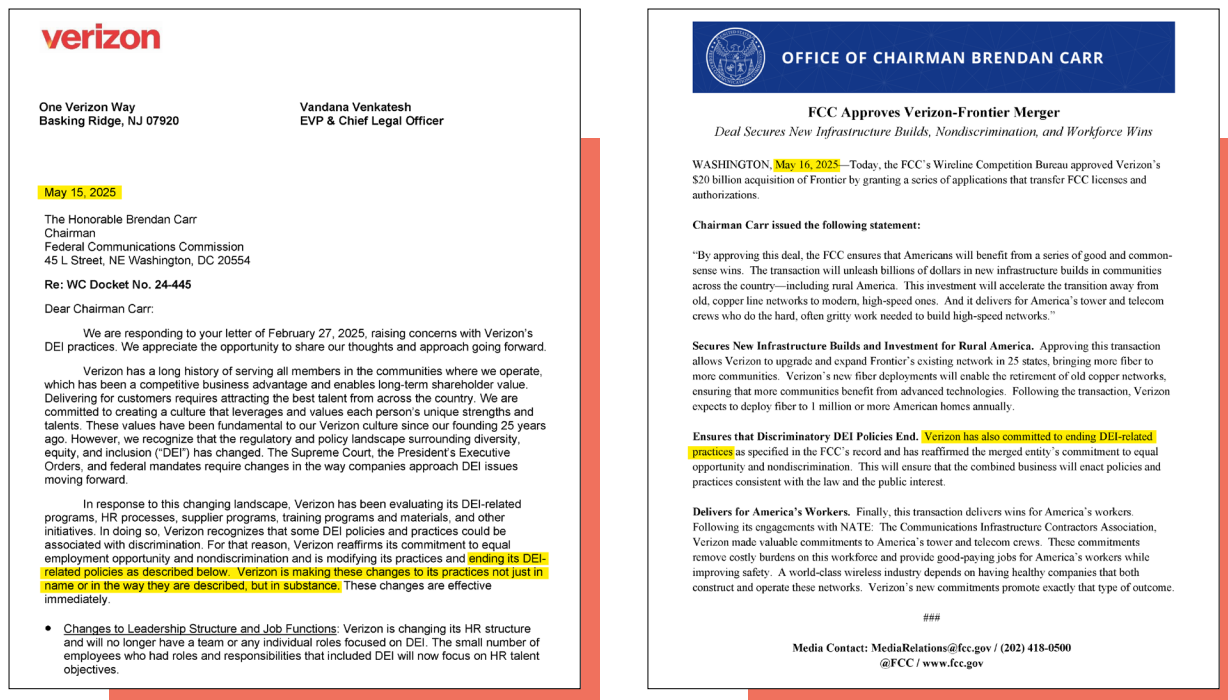 verizon
One Verizon Way
Basking Ridge, NJ 07920
Vandana Venkatesh
EVP & Chief Legal Officer
May 15, 2025
The Honorable Brendan Carr
Chairman
Federal Communications Commission
45 L Street, NE Washington, DC 20554
Re: WC Docket No. 24-445
Dear Chairman Carr:
We are responding to your letter of February 27, 2025, raising concerns with Verizon's
DEI practices. We appreciate the opportunity to share our thoughts and approach going forward.
Verizon has a long history of serving all members in the communities where we operate,
which has been a competitive business advantage and enables long-term shareholder value.
Delivering for customers requires attracting the best talent from across the country. We are
committed to creating a culture that leverages and values each person's unique strengths and
talents. These values have been fundamental to our Verizon culture since our founding 25 years
ago. However, we recognize that the regulatory and policy landscape surrounding diversity,
equity, and inclusion ("DEI") has changed. The Supreme Court, the President's Executive
Orders, and federal mandates require changes in the way companies approach DEI issues
moving forward.
In response to this changing landscape, Verizon has been evaluating its DEI-related
programs, HR processes, supplier programs, training programs and materials, and other
initiatives. In doing so, Verizon recognizes that some DEI policies and practices could be
associated with discrimination. For that reason, Verizon reaffirms its commitment to equal
employment opportunity and nondiscrimination and is modifying its practices and ending its DEI-
related policies as described below. Verizon is making these changes to its practices not just in
name or in the way they are described, but in substance. These changes are effective
immediately.
• Changes to Leadership Structure and Job Functions: Verizon is changing its HR structure
and will no longer have a team or any individual roles focused on DEI. The small number of
employees who had roles and responsibilities that included DEI will now focus on HR talent
objectives.
OFFICE OF CHAIRMAN BRENDAN CARR
FCC Approves Verizon-Frontier Merger
Deal Secures New Infrastructure Builds, Nondiscrimination, and Workforce Wins
WASHINGTON, May 16, 2025—Today, the FCC's Wireline Competition Bureau approved Verizon's
$20 billion acquisition of Frontier by granting a series of applications that transfer FCC licenses and
authorizations.
Chairman Carr issued the following statement:
"By approving this deal, the FCC ensures that Americans will benefit from a series of good and common-
sense wins. The transaction will unleash billions of dollars in new infrastructure builds in communities
across the country—including rural America. This investment will accelerate the transition away from
old, copper line networks to modern, high-speed ones. And it delivers for America's tower and telecom
crews who do the hard, often gritty work needed to build high-speed networks."
Secures New Infrastructure Builds and Investment for Rural America. Approving this transaction
allows Verizon to upgrade and expand Frontier's existing network in 25 states, bringing more fiber to
more communities. Verizon's new fiber deployments will enable the retirement of old copper networks,
ensuring that more communities benefit from advanced technologies. Following the transaction, Verizon
expects to deploy fiber to 1 million or more American homes annually.
Ensures that Discriminatory DEI Policies End. Verizon has also committed to ending DEI-related
practices as specified in the FCC's record and has reaffirmed the merged entity's commitment to equal
opportunity and nondiscrimination. This will ensure that the combined business will enact policies and
practices consistent with the law and the public interest.
Delivers for America's Workers. Finally, this transaction delivers wins for America's workers.
Following its engagements with NATE: The Communications Infrastructure Contractors Association,
Verizon made valuable commitments to America's tower and telecom crews. These commitments
remove costly burdens on this workforce and provide good-paying jobs for America's workers while
improving safety. A world-class wireless industry depends on having healthy companies that both
construct and operate these networks. Verizon's new commitments promote exactly that type of outcome.
###
Media Contact: MediaRelations@fcc.gov / (202) 418-0500
@FCC / www.fcc.gov